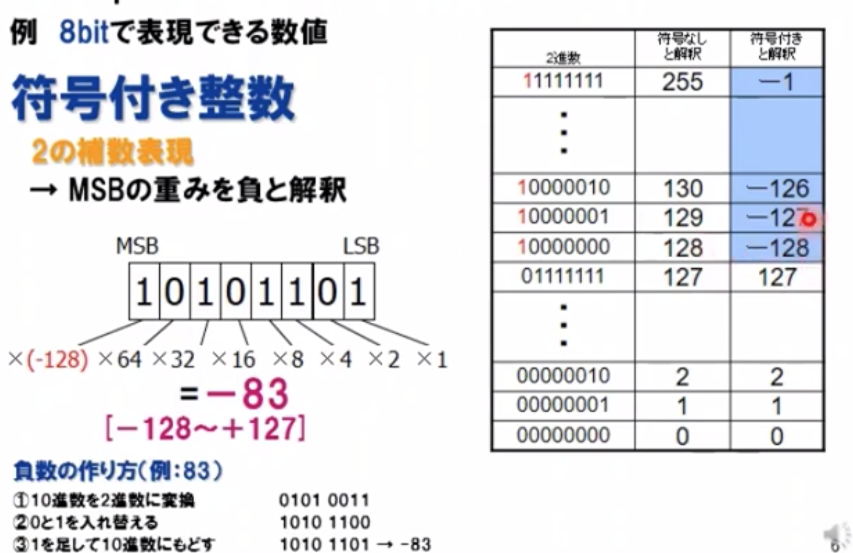 例 8bitで表現できる数値
符号付き整数
2の補数表現
→ MSBの重みを負と解釈
MSB LSB
1 0 1 0 1 1 0 1
×(-128) ×64 ×32 ×16 ×8 ×4 ×2 ×1
=－83
[－128～＋127]
負数の作り方(例:83)
①10進数を2進数に変換 0101 0011
②0と1を入れ替える 1010 1100
③1を足して10進数にもどす 1010 1101 → -83
2進数 符号なしと解釈 符号付きと解釈
11111111 255 －1
10000010 130 －126
10000001 129 －127
10000000 128 －128
01111111 127 127
00000010 2 2
00000001 1 1
00000000 0 0
6